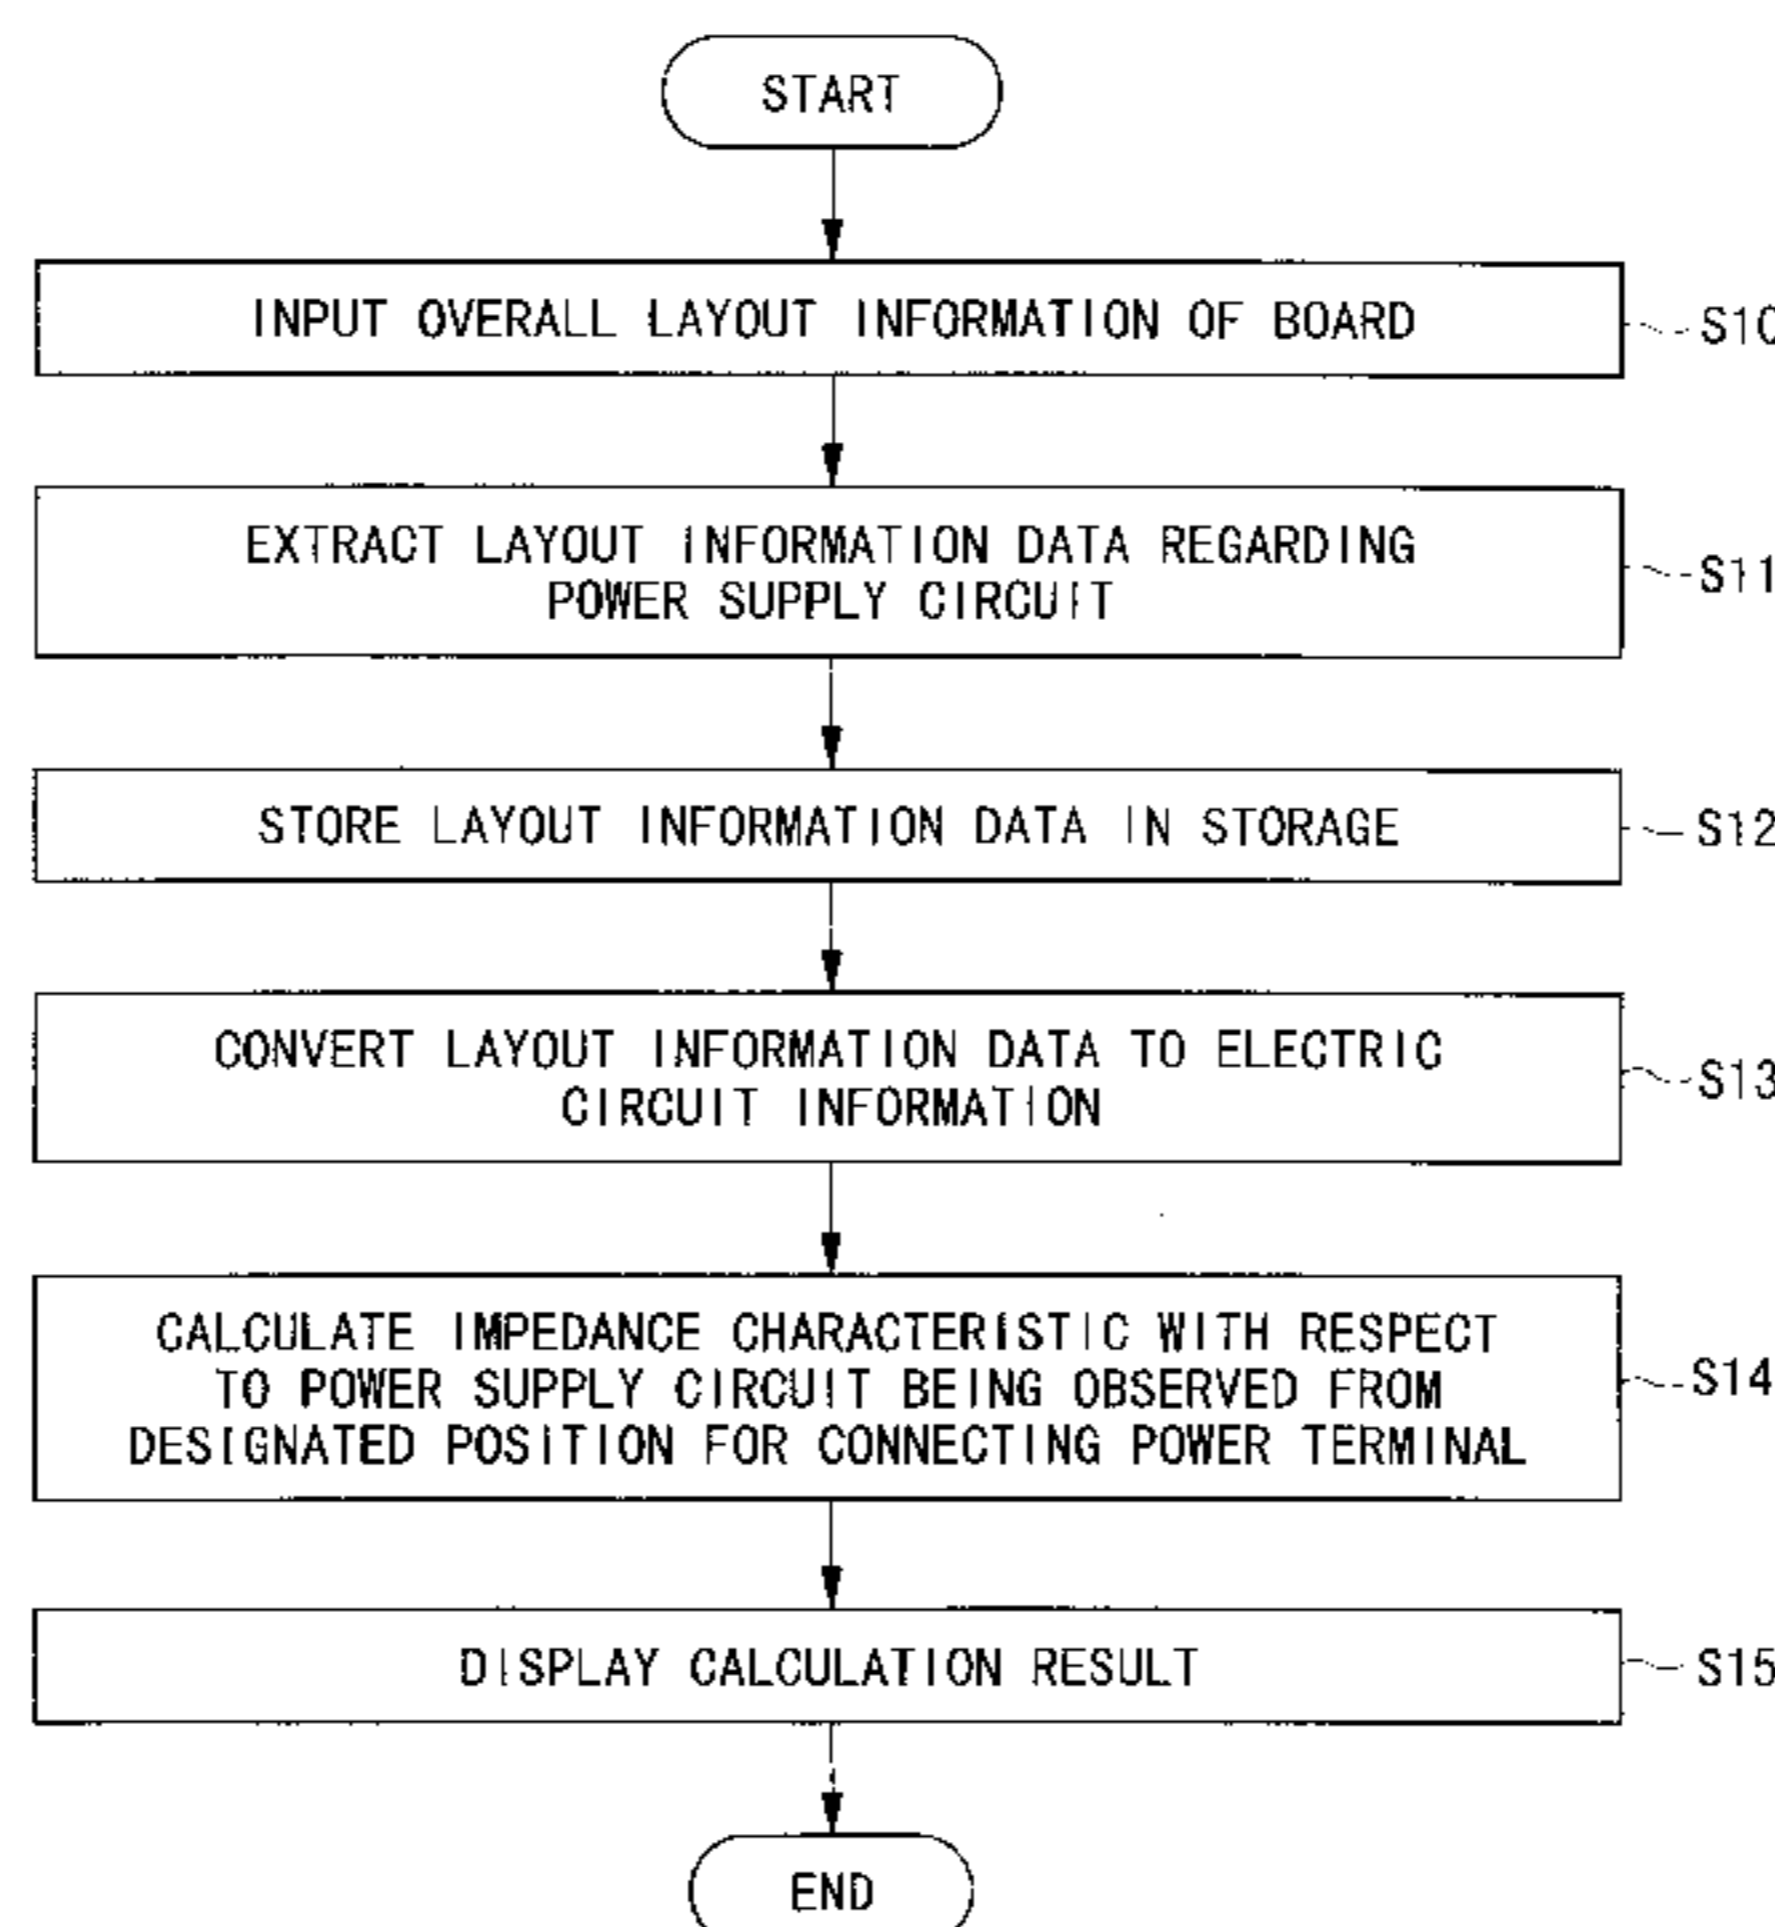 START
INPUT OVERALL LAYOUT INFORMATION OF BOARD
S10
EXTRACT LAYOUT INFORMATION DATA REGARDING
POWER SUPPLY CIRCUIT
S11
STORE LAYOUT INFORMATION DATA IN STORAGE
S12
CONVERT LAYOUT INFORMATION DATA TO ELECTRIC
CIRCUIT INFORMATION
S13
CALCULATE IMPEDANCE CHARACTERISTIC WITH RESPECT
TO POWER SUPPLY CIRCUIT BEING OBSERVED FROM
DESIGNATED POSITION FOR CONNECTING POWER TERMINAL
S14
DISPLAY CALCULATION RESULT
S15
END